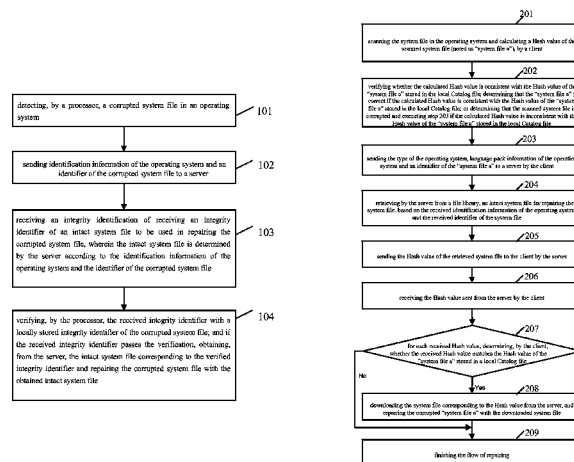 detecting, by a processor, a corrupted system file in an operating
system
101
sending identification information of the operating system and an
identifier of the corrupted system file to a server
102
receiving an integrity identification of receiving an integrity
identifier of an intact system file to be used in repairing the
corrupted system file, wherein the intact system file is determined
by the server according to the identification information of the
operating system and the identifier of the corrupted system file
103
verifying, by the processor, the received integrity identifier with a
locally stored integrity identifier of the corrupted system file; and if
the received integrity identifier passes the verification, obtaining,
from the server, the intact system file corresponding to the verified
integrity identifier and repairing the corrupted system file with the
obtained intact system file
104
201
scanning the system file in the operating system and calculating a Hash value of the
scanned system file (noted as "system file a"), by a client
202
verifying whether the calculated Hash value is consistent with the Hash value of the
"system file a" stored in the local Catalog file; determining that the "system file a"
correct if the calculated Hash value is consistent with the Hash value of the "system
file a" stored in the local Catalog file; or determining that the scanned system file is
corrupted and executing step 203 if the calculated Hash value is inconsistent with the
Hash value of the "system file a" stored in the local Catalog file
203
sending the type of the operating system, language pack information of the operating
system and an identifier of the "system file a" to a server by the client
204
retrieving by the server from a file library, an intact system file for repairing the
system file, based on the received identification information of the operating system
and the received identifier of the system file
205
sending the Hash value of the retrieved system file to the client by the server
206
receiving the Hash value sent from the server by the client
207
for each received Hash value, determining, by the client,
whether the received Hash value matches the Hash value of the
"system file a" stored in a local Catalog file
No
Yes
208
downloading the system file corresponding to the Hash value from the server, and
repairing the corrupted "system file a" with the downloaded system file
209
finishing the flow of repairing